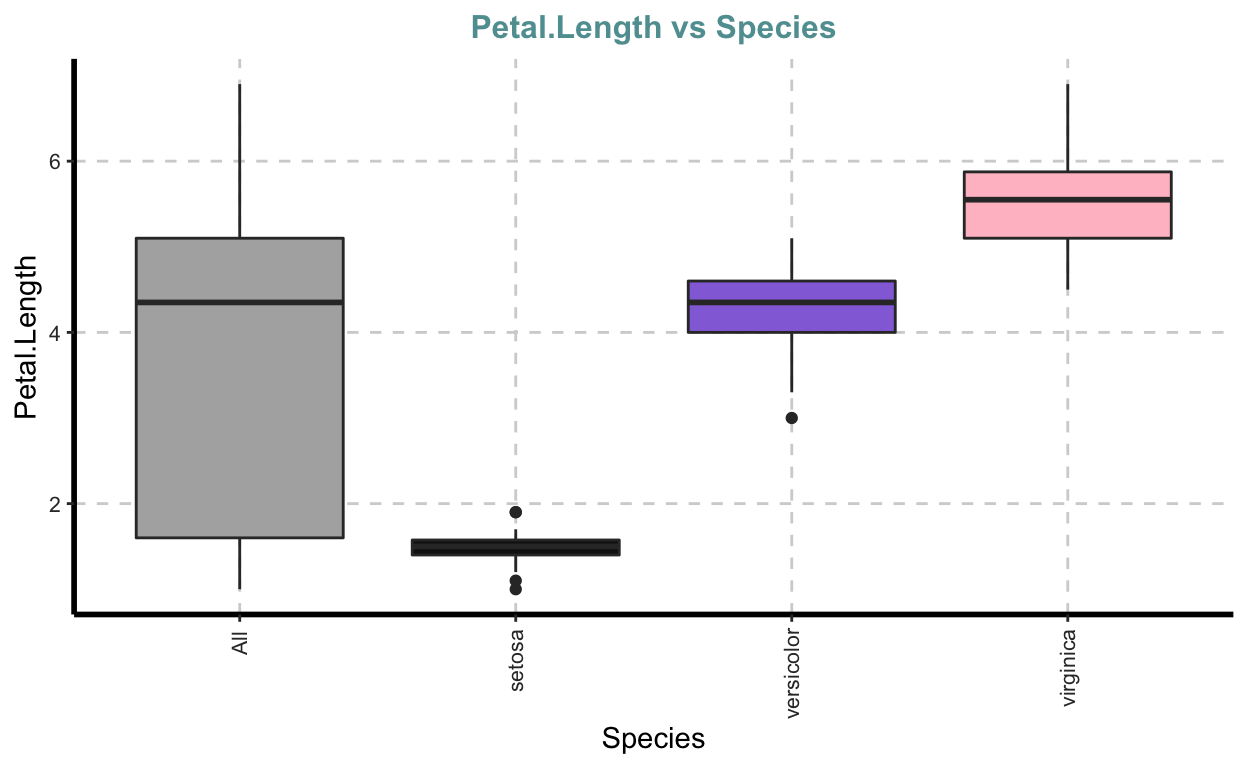 Petal.Length vs Species
Petal.Length
6
4
2
All
setosa
versicolor
virginica
Species